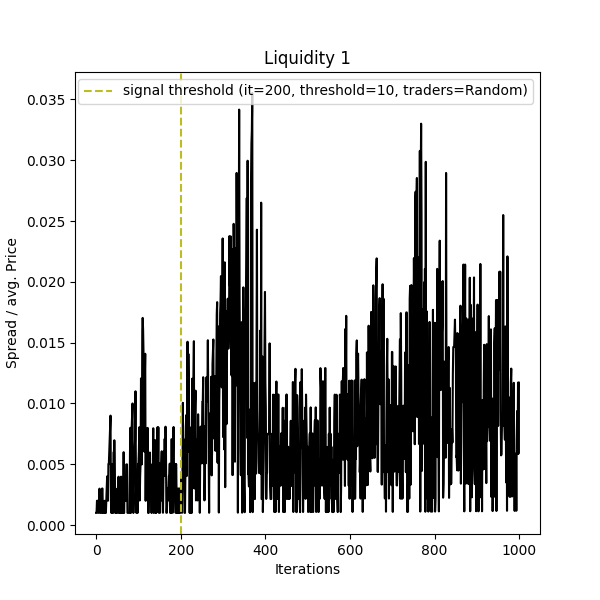 Liquidity 1
signal threshold (it=200, threshold=10, traders=Random)
0.035
0.030
0.025
0.020
0.015
0.010
0.005
0.000
Spread / avg. Price
0 200 400 600 800 1000
Iterations